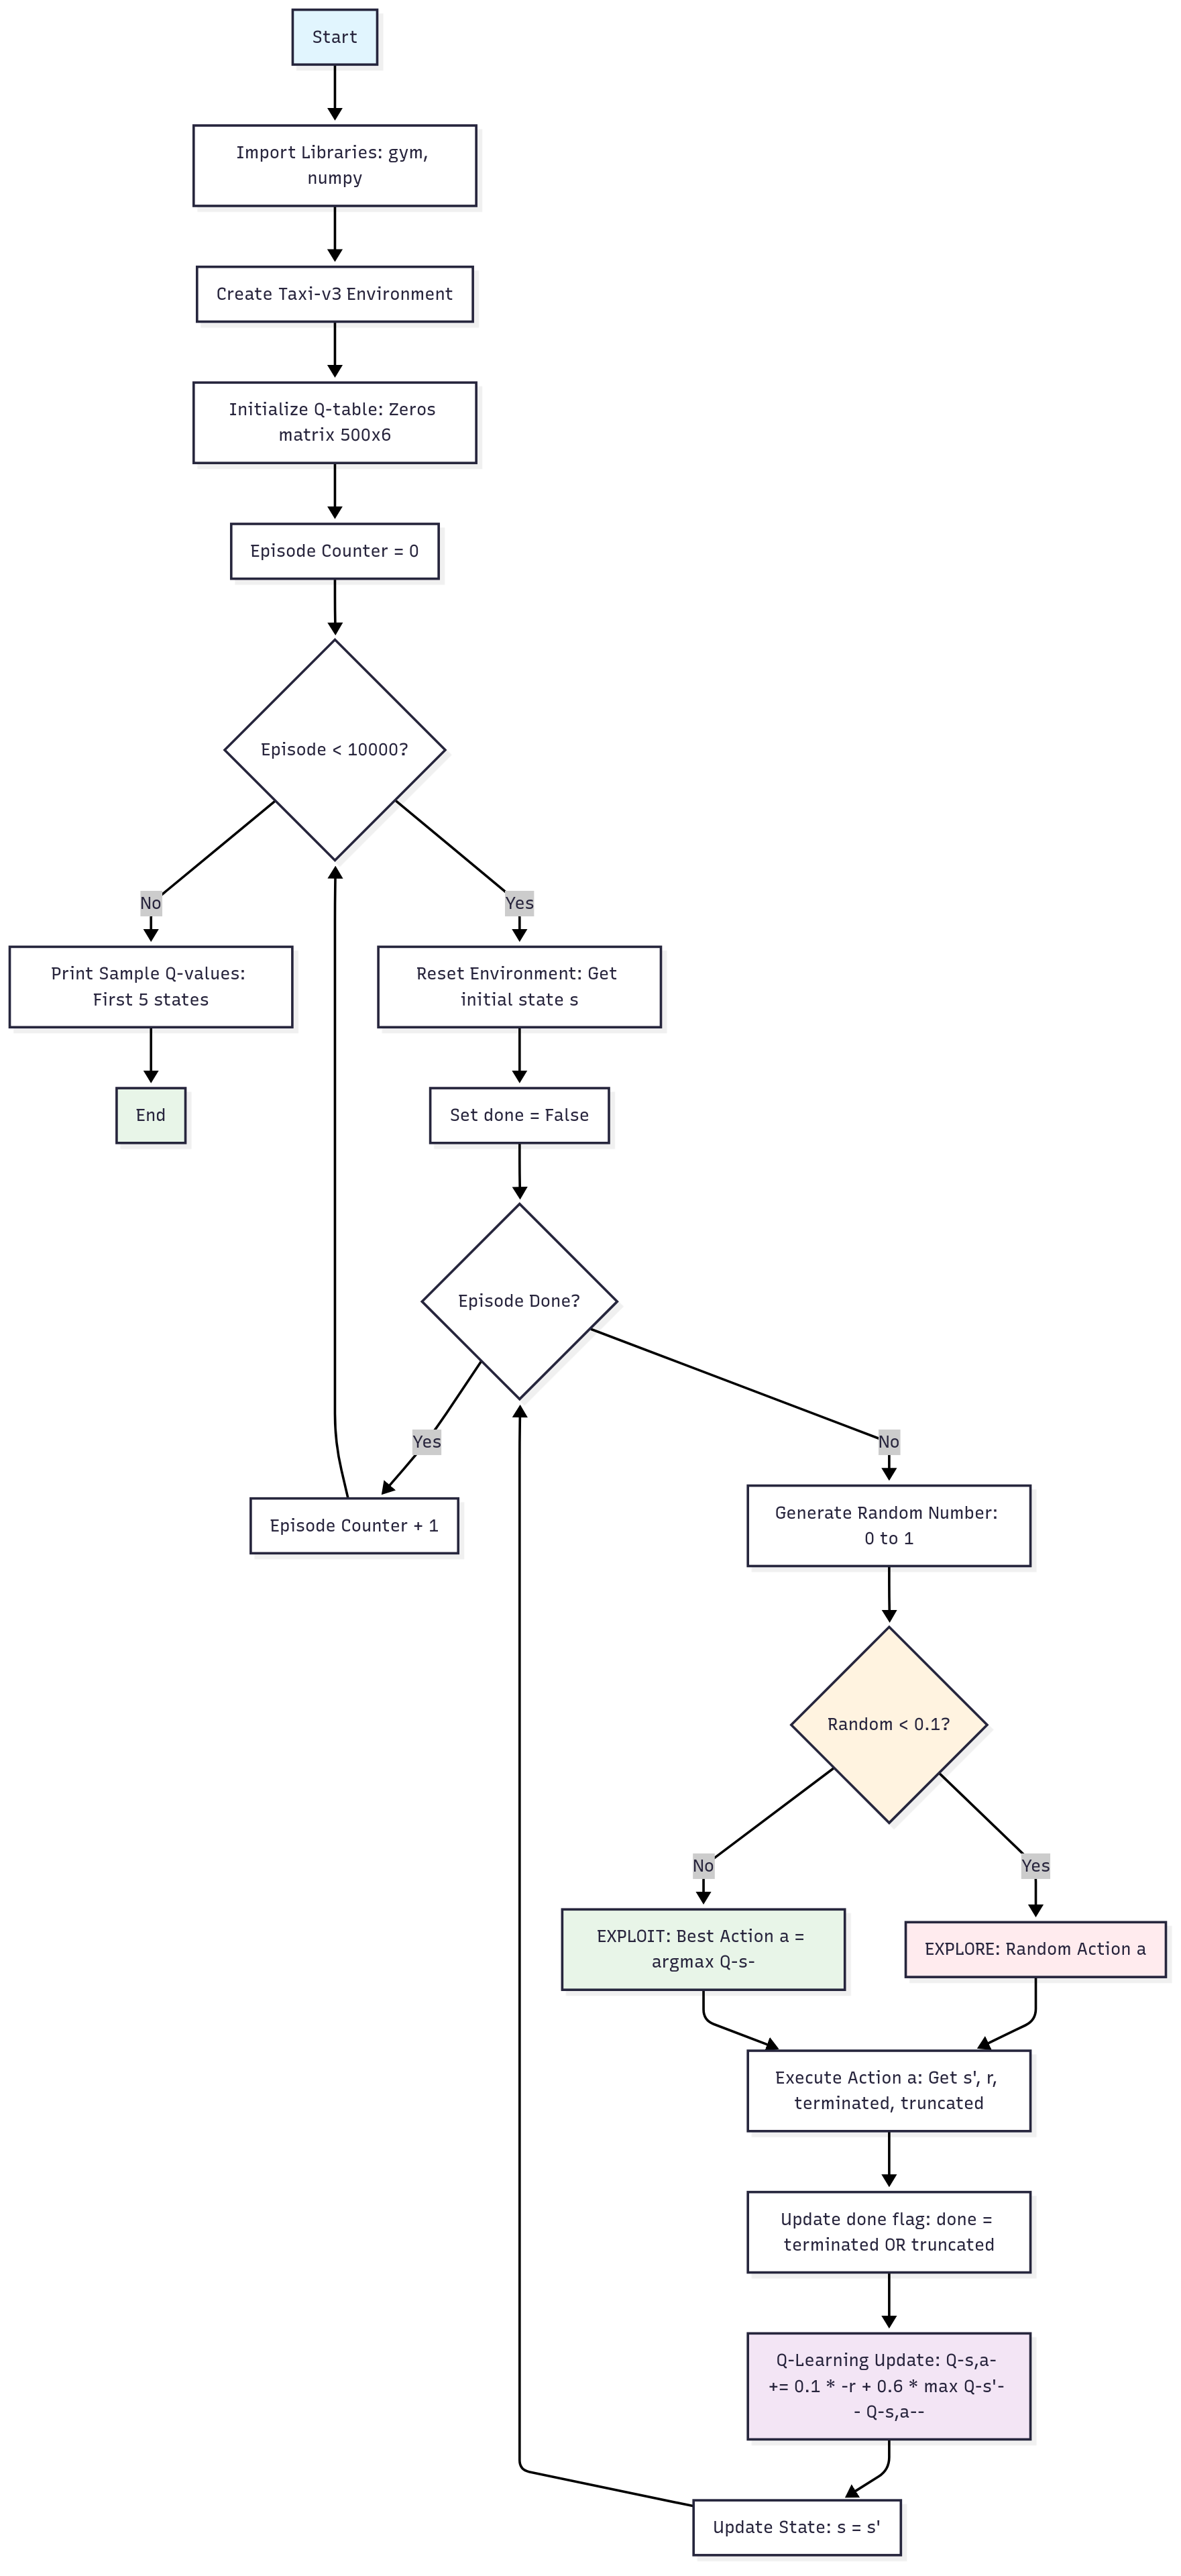 Start
Import Libraries: gym,
numpy
Create Taxi-v3 Environment
Initialize Q-table: Zeros
matrix 500x6
Episode Counter = 0
Episode < 10000?
No
Yes
Print Sample Q-values:
First 5 states
Reset Environment: Get
initial state s
End
Set done = False
Episode Done?
Yes
No
Episode Counter + 1
Generate Random Number:
0 to 1
Random < 0.1?
No
Yes
EXPLOIT: Best Action a =
argmax Q-s-
EXPLORE: Random Action a
Execute Action a: Get s', r,
terminated, truncated
Update done flag: done =
terminated OR truncated
Q-Learning Update: Q-s,a-
+= 0.1 * -r + 0.6 * max Q-s'-
- Q-s,a--
Update State: s = s'